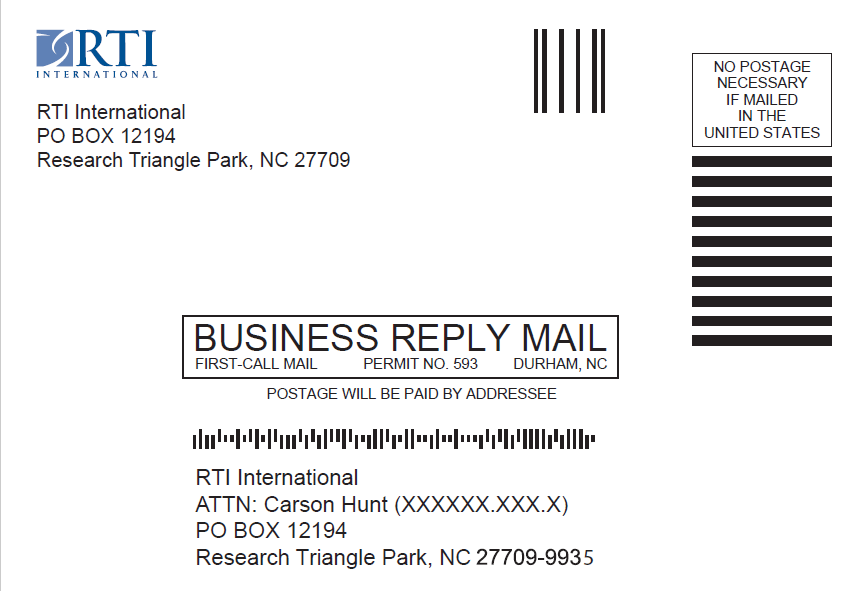 RTI
INTERNATIONAL
RTI International
PO BOX 12194
Research Triangle Park, NC 27709
NO POSTAGE
NECESSARY
IF MAILED
IN THE
UNITED STATES
BUSINESS REPLY MAIL
FIRST-CALL MAIL PERMIT NO. 593 DURHAM, NC
POSTAGE WILL BE PAID BY ADDRESSEE
RTI International
ATTN: Carson Hunt (XXXXXX.XXX.X)
PO BOX 12194
Research Triangle Park, NC 27709-9935